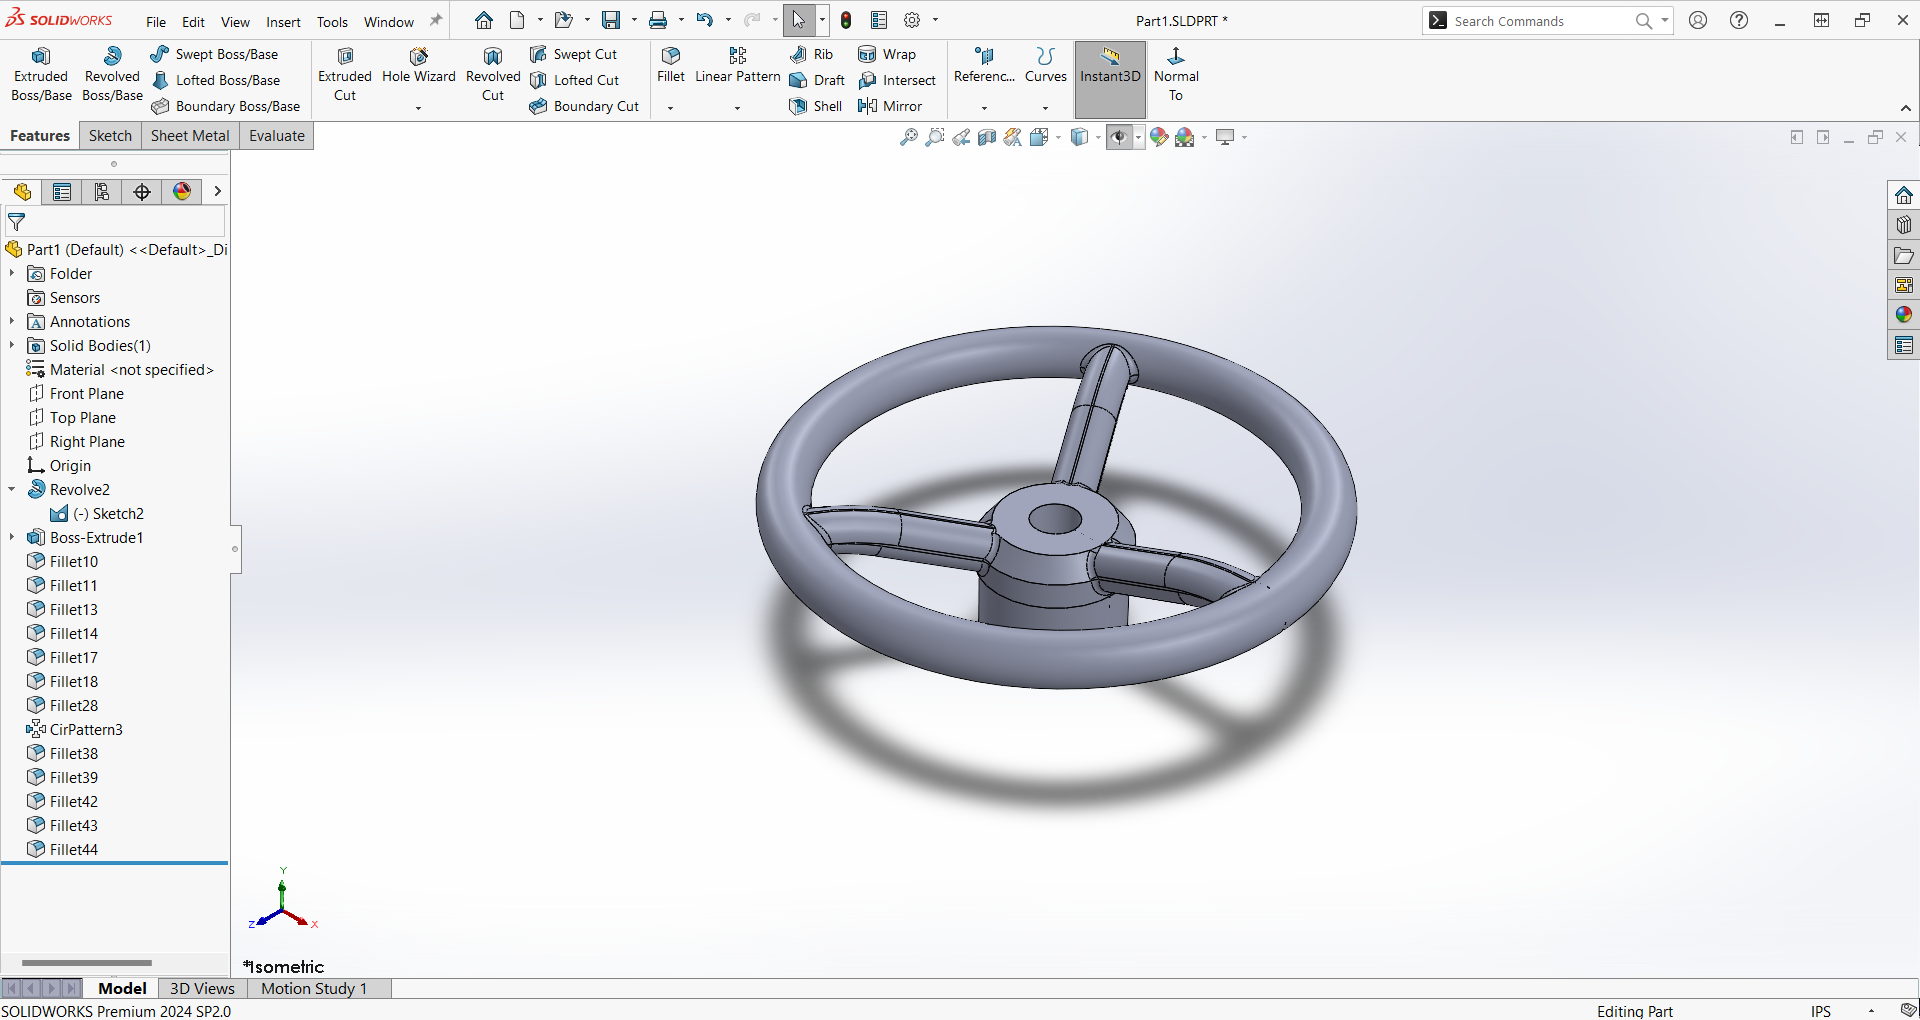 SOLIDWORKS File Edit View Insert Tools Window Part1.SLDPRT * Search Commands
Extruded Boss/Base
Revolved Boss/Base
Swept Boss/Base
Lofted Boss/Base
Boundary Boss/Base
Extruded Cut
Hole Wizard
Revolved Cut
Swept Cut
Lofted Cut
Boundary Cut
Fillet
Linear Pattern
Rib
Draft
Shell
Wrap
Intersect
Mirror
Referenc...
Curves
Instant3D
Normal To
Features Sketch Sheet Metal Evaluate
Part1 (Default) <<Default>_Di
Folder
Sensors
Annotations
Solid Bodies(1)
Material <not specified>
Front Plane
Top Plane
Right Plane
Origin
Revolve2
(-) Sketch2
Boss-Extrude1
Fillet10
Fillet11
Fillet13
Fillet14
Fillet17
Fillet18
Fillet28
CirPattern3
Fillet38
Fillet39
Fillet42
Fillet43
Fillet44
Y
Z X
*Isometric
Model 3D Views Motion Study 1
SOLIDWORKS Premium 2024 SP2.0 Editing Part IPS